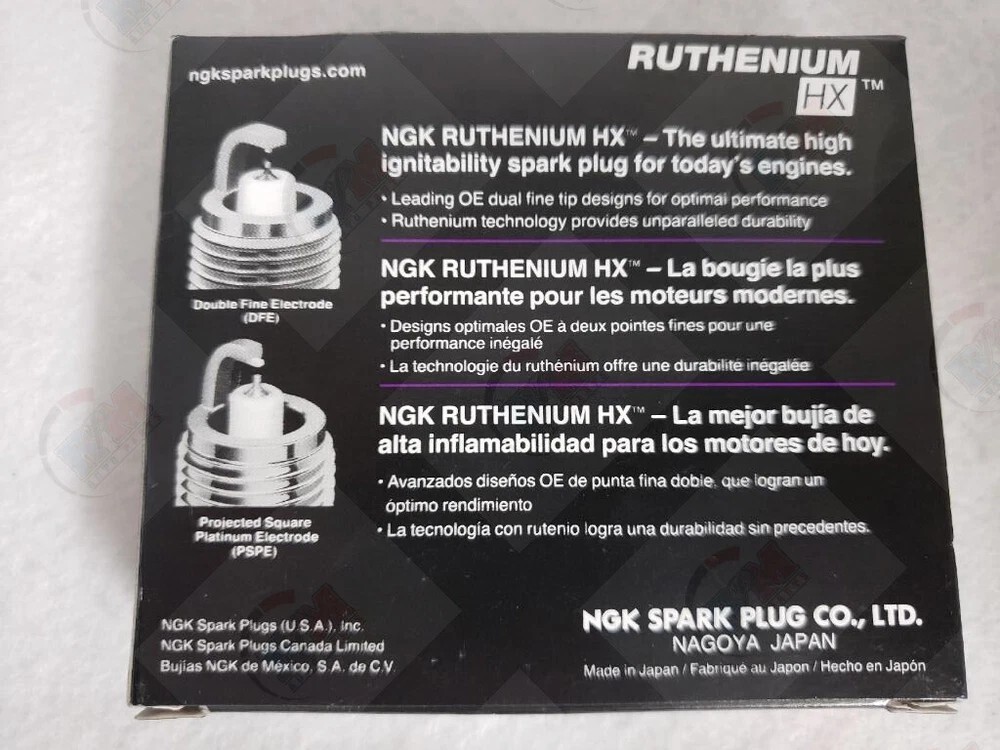 ngksparkplugs.com
RUTHENIUM
HX™
NGK RUTHENIUM HX™ – The ultimate high
ignitability spark plug for today's engines.
• Leading OE dual fine tip designs for optimal performance
• Ruthenium technology provides unparalleled durability
Double Fine Electrode
(DFE)
NGK RUTHENIUM HX™ – La bougie la plus
performante pour les moteurs modernes.
• Designs optimales OE à deux pointes fines pour une
performance inégalé
• La technologie du ruthénium offre une durabilité inégalée
NGK RUTHENIUM HX™ – La mejor bujía de
alta inflamabilidad para los motores de hoy.
• Avanzados diseños OE de punta fina doble, que logran un
óptimo rendimiento
• La tecnología con rutenio logra una durabilidad sin precedentes.
Projected Square
Platinum Electrode
(PSPE)
NGK Spark Plugs (U.S.A.), Inc.
NGK Spark Plugs Canada Limited
Bujías NGK de México, S.A. de C.V.
NGK SPARK PLUG CO., LTD.
NAGOYA JAPAN
Made in Japan / Fabriqué au Japon / Hecho en Japón